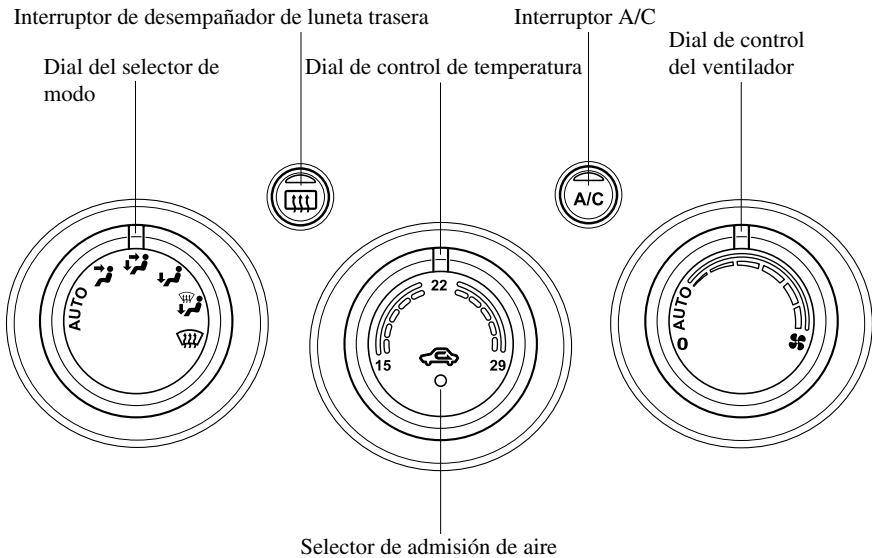 Interruptor de desempañador de luneta trasera
Interruptor A/C
Dial del selector de
modo
Dial de control de temperatura
Dial de control
del ventilador
A/C
AUTO
22
15
29
AUTO
0
Selector de admisión de aire